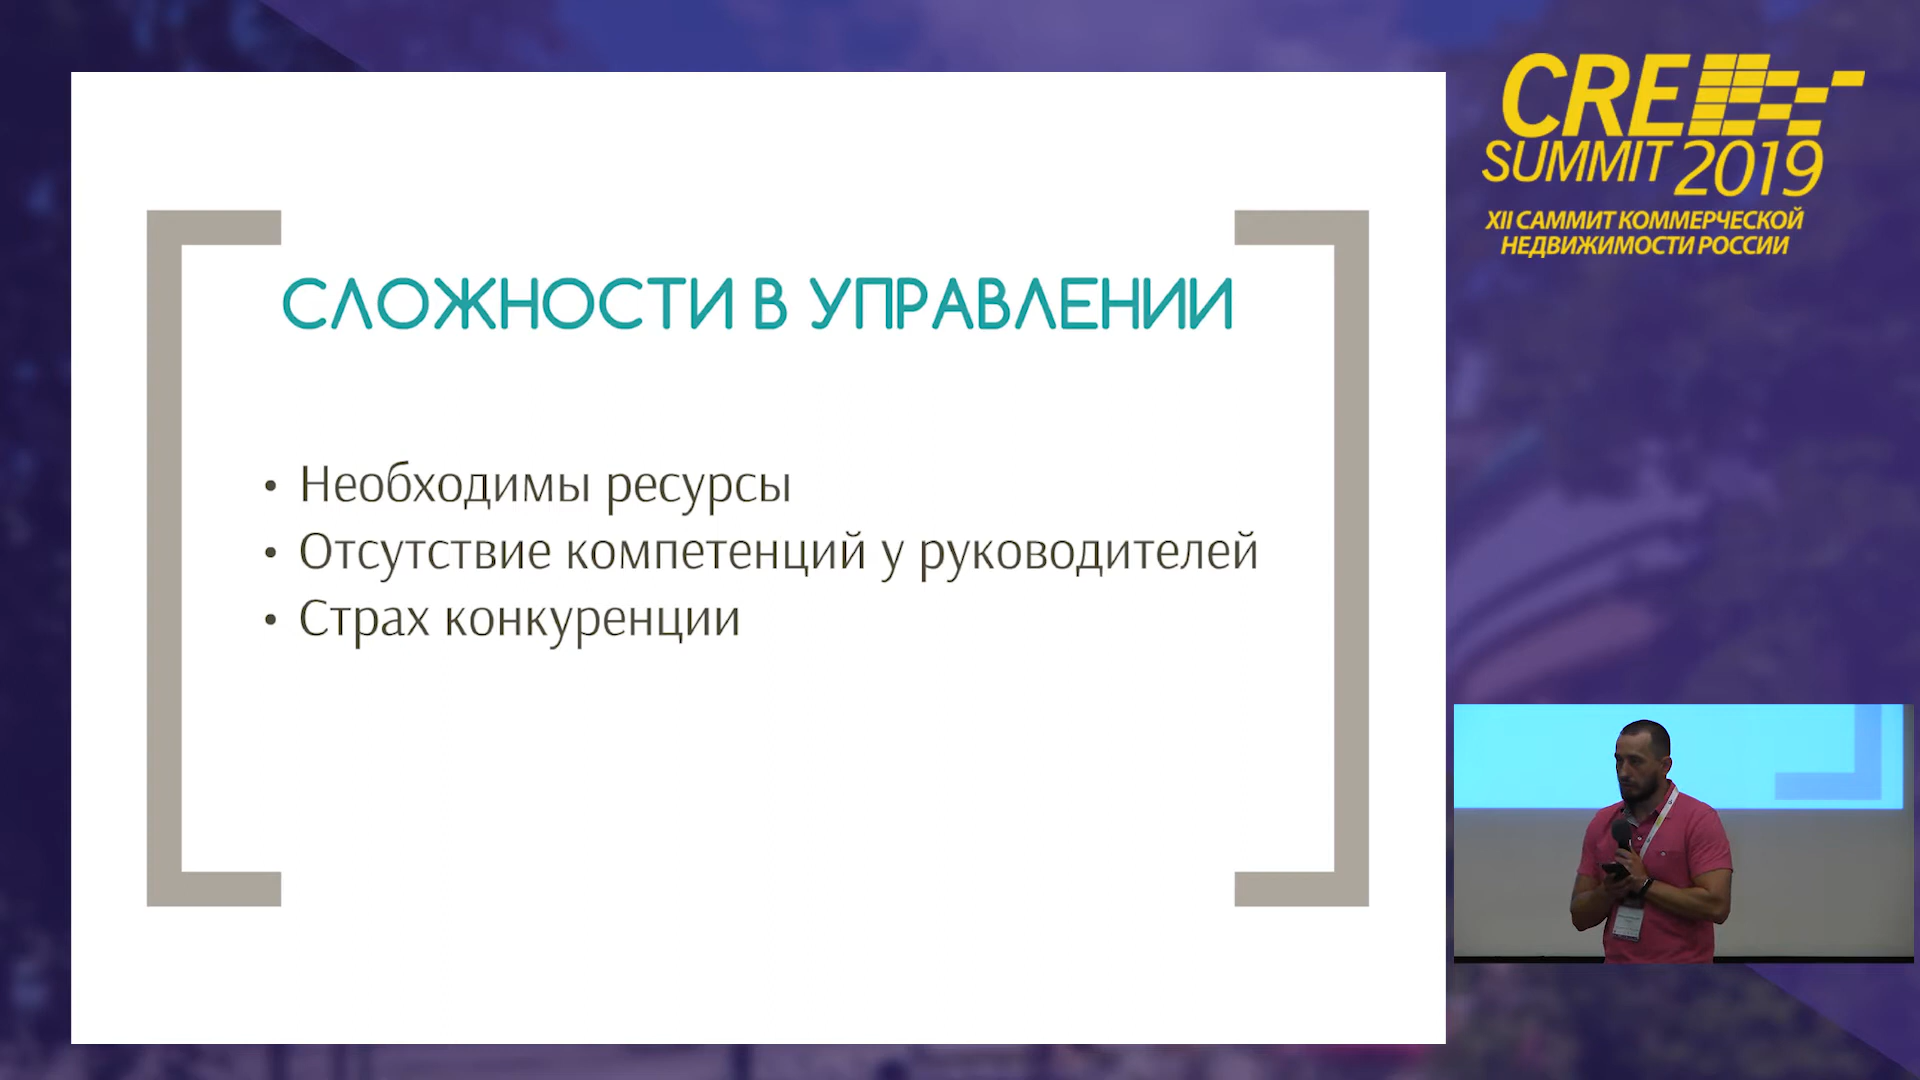 СЛОЖНОСТИ В УПРАВЛЕНИИ
• Необходимы ресурсы
• Отсутствие компетенций у руководителей
• Страх конкуренции
CRE
SUMMIT 2019
XII САММИТ КОММЕРЧЕСКОЙ
НЕДВИЖИМОСТИ РОССИИ